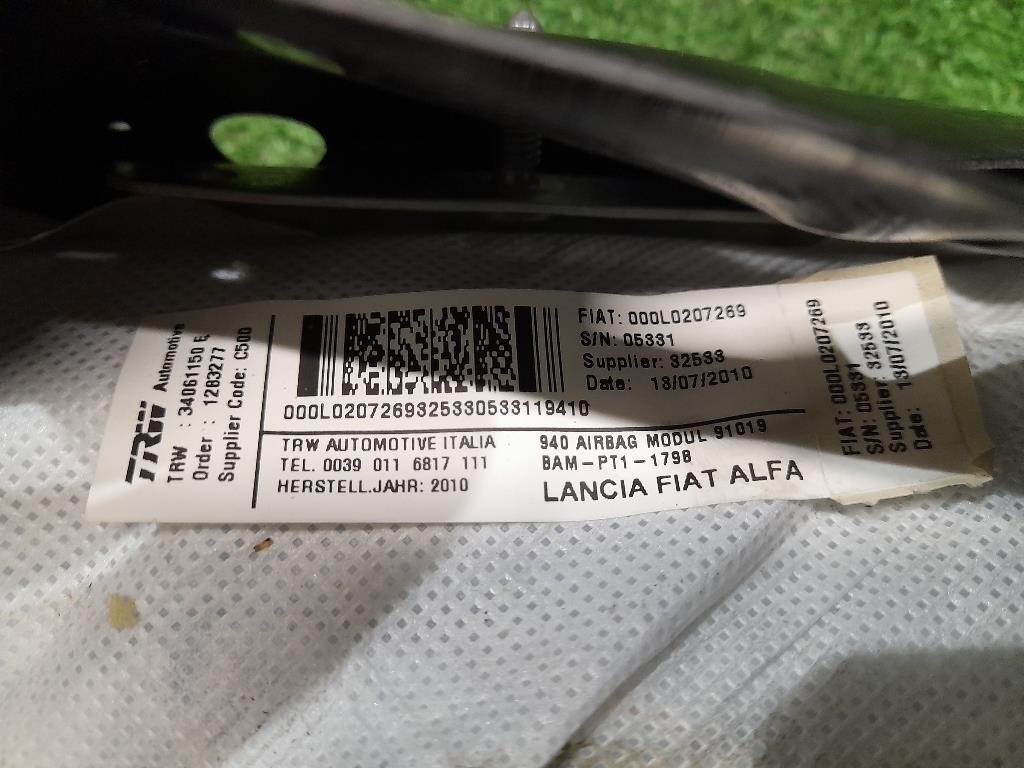 TRW Automotive
TRW : 34061150 E
Order : 1283277
Supplier Code: C500
FIAT: 000L0207269
S/N: 05331
Supplier: 32533
Date: 13/07/2010
000L0207269325330533119410
TRW AUTOMOTIVE ITALIA
TEL. 0039 011 6817 111
HERSTELL.JAHR: 2010
940 AIRBAG MODUL 91019
BAM-PT1-1798
LANCIA FIAT ALFA
FIAT: 000L0207269
S/N: 05331
Supplier: 32533
Date: 13/07/2010